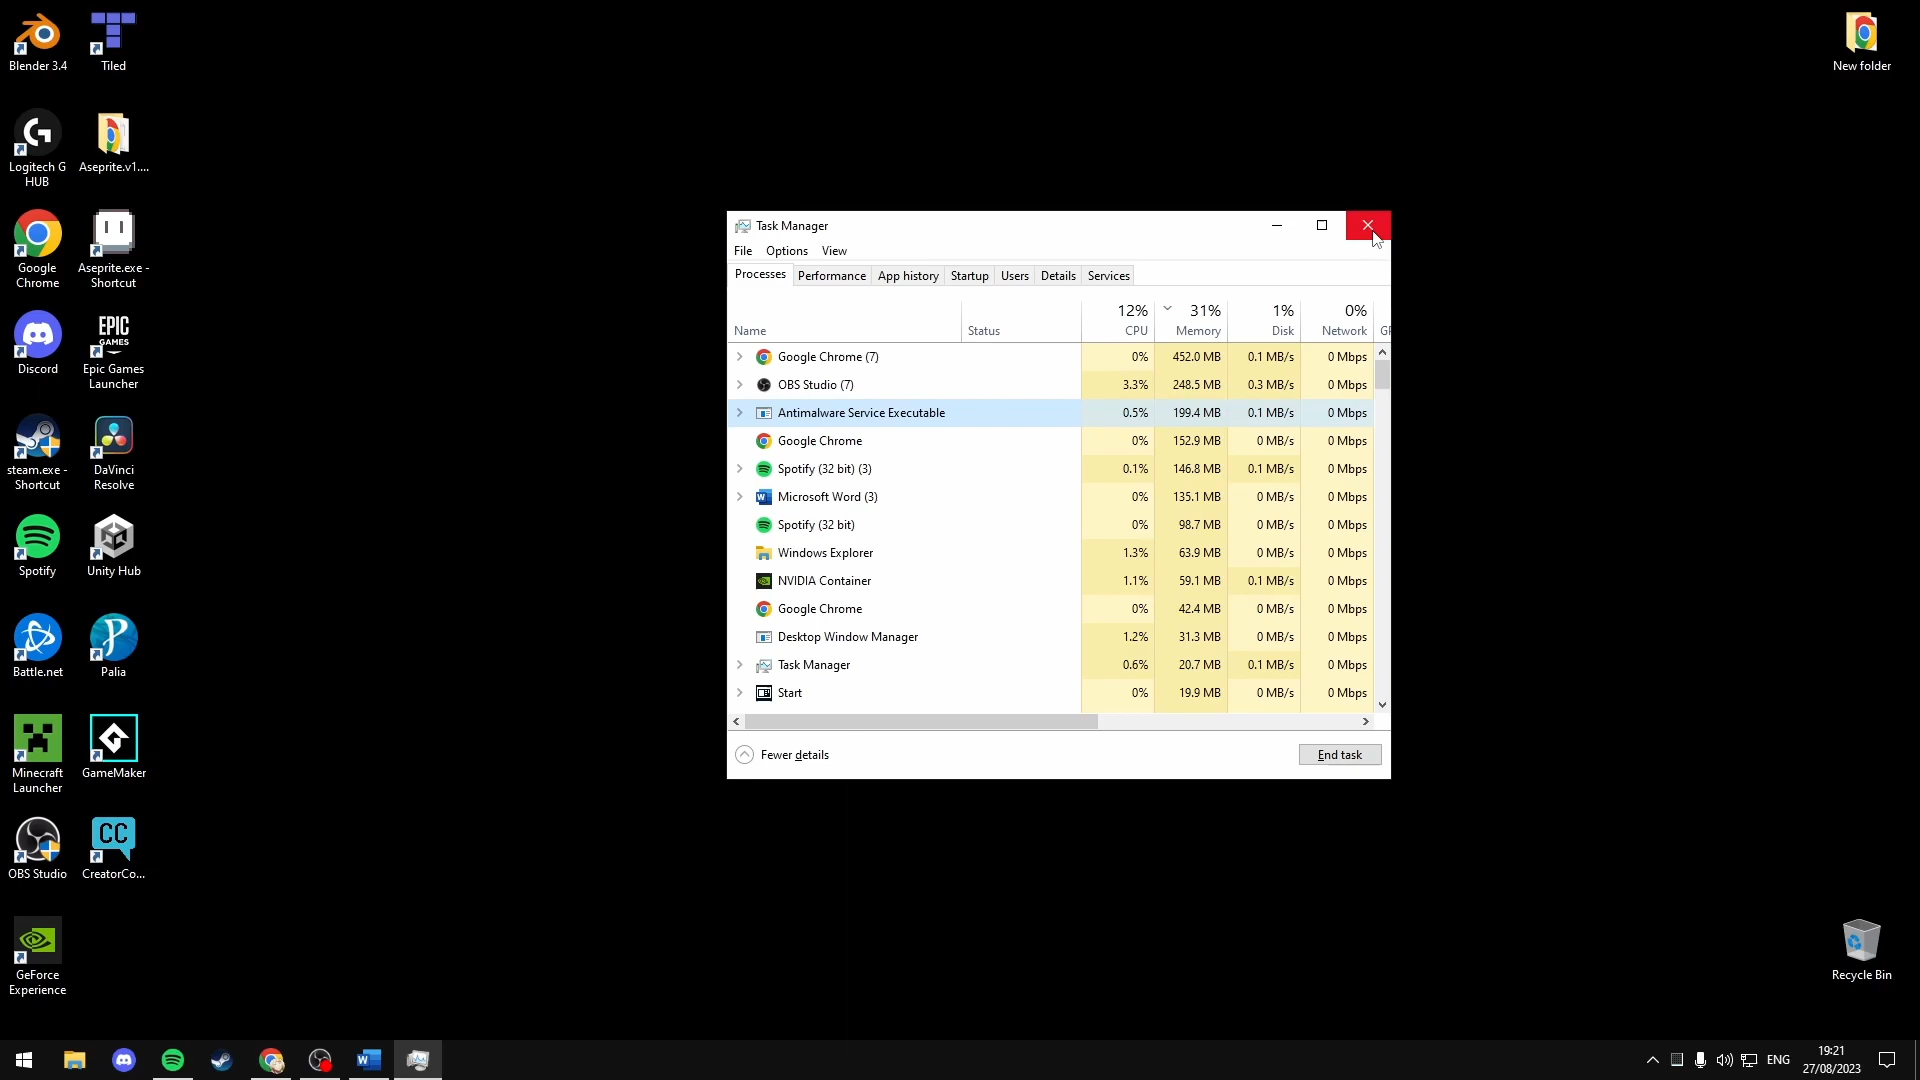 Blender 3.4
Tiled
New folder
Logitech G
HUB
Aseprite.v1....
Google
Chrome
Aseprite.exe -
Shortcut
Discord
EPIC
GAMES
Epic Games
Launcher
steam.exe -
Shortcut
DaVinci
Resolve
Spotify
Unity Hub
Battle.net
Palia
Minecraft
Launcher
GameMaker
OBS Studio
CC
CreatorCo...
GeForce
Experience
Recycle Bin
Task Manager
File Options View
Processes Performance App history Startup Users Details Services
12% 31% 1% 0%
Name Status CPU Memory Disk Network
Google Chrome (7) 0% 452.0 MB 0.1 MB/s 0 Mbps
OBS Studio (7) 3.3% 248.5 MB 0.3 MB/s 0 Mbps
Antimalware Service Executable 0.5% 199.4 MB 0.1 MB/s 0 Mbps
Google Chrome 0% 152.9 MB 0 MB/s 0 Mbps
Spotify (32 bit) (3) 0.1% 146.8 MB 0.1 MB/s 0 Mbps
Microsoft Word (3) 0% 135.1 MB 0 MB/s 0 Mbps
Spotify (32 bit) 0% 98.7 MB 0 MB/s 0 Mbps
Windows Explorer 1.3% 63.9 MB 0 MB/s 0 Mbps
NVIDIA Container 1.1% 59.1 MB 0.1 MB/s 0 Mbps
Google Chrome 0% 42.4 MB 0 MB/s 0 Mbps
Desktop Window Manager 1.2% 31.3 MB 0 MB/s 0 Mbps
Task Manager 0.6% 20.7 MB 0.1 MB/s 0 Mbps
Start 0% 19.9 MB 0 MB/s 0 Mbps
Fewer details End task
ENG
19:21
27/08/2023